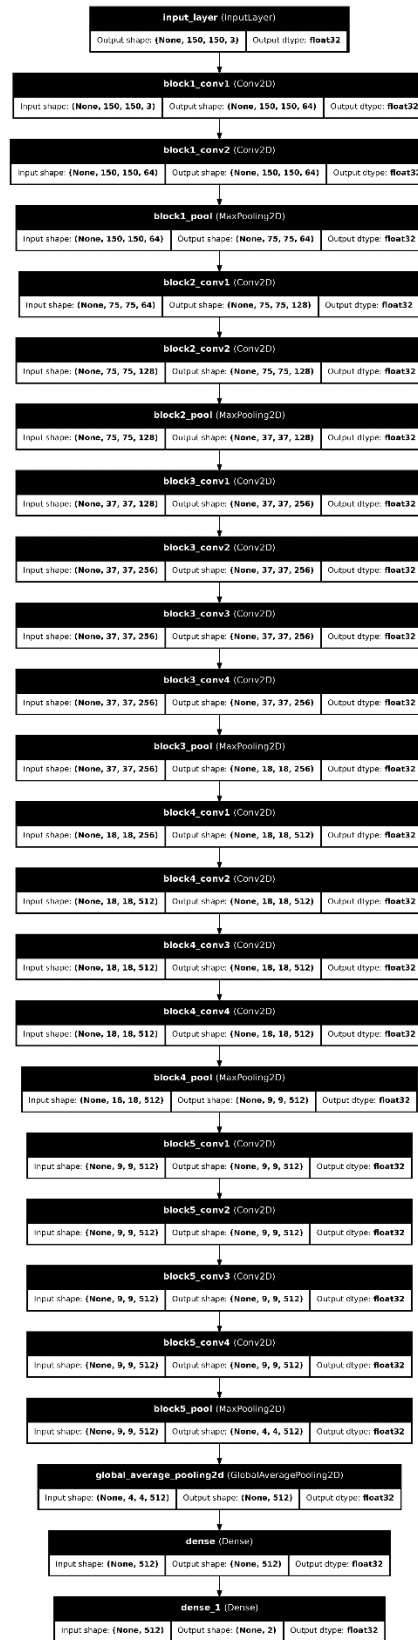 input_layer (InputLayer)
Output shape: (None, 150, 150, 3) Output dtype: float32
block1_conv1 (Conv2D)
Input shape: (None, 150, 150, 3) Output shape: (None, 150, 150, 64) Output dtype: float32
block1_conv2 (Conv2D)
Input shape: (None, 150, 150, 64) Output shape: (None, 150, 150, 64) Output dtype: float32
block1_pool (MaxPooling2D)
Input shape: (None, 150, 150, 64) Output shape: (None, 75, 75, 64) Output dtype: float32
block2_conv1 (Conv2D)
Input shape: (None, 75, 75, 64) Output shape: (None, 75, 75, 128) Output dtype: float32
block2_conv2 (Conv2D)
Input shape: (None, 75, 75, 128) Output shape: (None, 75, 75, 128) Output dtype: float32
block2_pool (MaxPooling2D)
Input shape: (None, 75, 75, 128) Output shape: (None, 37, 37, 128) Output dtype: float32
block3_conv1 (Conv2D)
Input shape: (None, 37, 37, 128) Output shape: (None, 37, 37, 256) Output dtype: float32
block3_conv2 (Conv2D)
Input shape: (None, 37, 37, 256) Output shape: (None, 37, 37, 256) Output dtype: float32
block3_conv3 (Conv2D)
Input shape: (None, 37, 37, 256) Output shape: (None, 37, 37, 256) Output dtype: float32
block3_conv4 (Conv2D)
Input shape: (None, 37, 37, 256) Output shape: (None, 37, 37, 256) Output dtype: float32
block3_pool (MaxPooling2D)
Input shape: (None, 37, 37, 256) Output shape: (None, 18, 18, 256) Output dtype: float32
block4_conv1 (Conv2D)
Input shape: (None, 18, 18, 256) Output shape: (None, 18, 18, 512) Output dtype: float32
block4_conv2 (Conv2D)
Input shape: (None, 18, 18, 512) Output shape: (None, 18, 18, 512) Output dtype: float32
block4_conv3 (Conv2D)
Input shape: (None, 18, 18, 512) Output shape: (None, 18, 18, 512) Output dtype: float32
block4_conv4 (Conv2D)
Input shape: (None, 18, 18, 512) Output shape: (None, 18, 18, 512) Output dtype: float32
block4_pool (MaxPooling2D)
Input shape: (None, 18, 18, 512) Output shape: (None, 9, 9, 512) Output dtype: float32
block5_conv1 (Conv2D)
Input shape: (None, 9, 9, 512) Output shape: (None, 9, 9, 512) Output dtype: float32
block5_conv2 (Conv2D)
Input shape: (None, 9, 9, 512) Output shape: (None, 9, 9, 512) Output dtype: float32
block5_conv3 (Conv2D)
Input shape: (None, 9, 9, 512) Output shape: (None, 9, 9, 512) Output dtype: float32
block5_conv4 (Conv2D)
Input shape: (None, 9, 9, 512) Output shape: (None, 9, 9, 512) Output dtype: float32
block5_pool (MaxPooling2D)
Input shape: (None, 9, 9, 512) Output shape: (None, 4, 4, 512) Output dtype: float32
global_average_pooling2d (GlobalAveragePooling2D)
Input shape: (None, 4, 4, 512) Output shape: (None, 512) Output dtype: float32
dense (Dense)
Input shape: (None, 512) Output shape: (None, 512) Output dtype: float32
dense_1 (Dense)
Input shape: (None, 512) Output shape: (None, 2) Output dtype: float32